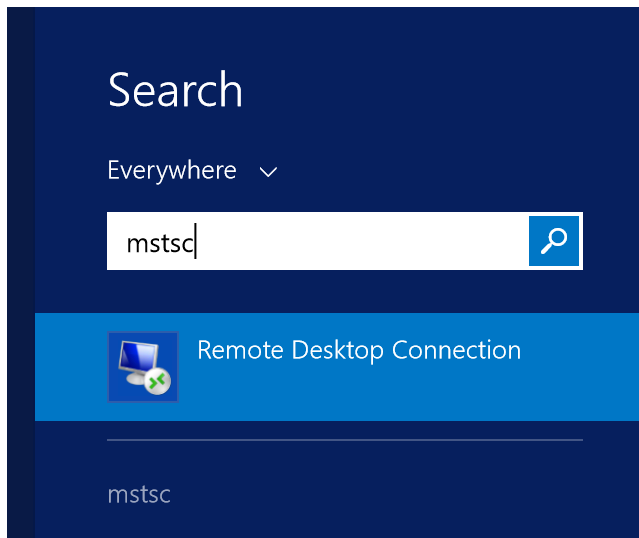 Search
Everywhere
mstsc
Remote Desktop Connection
mstsc